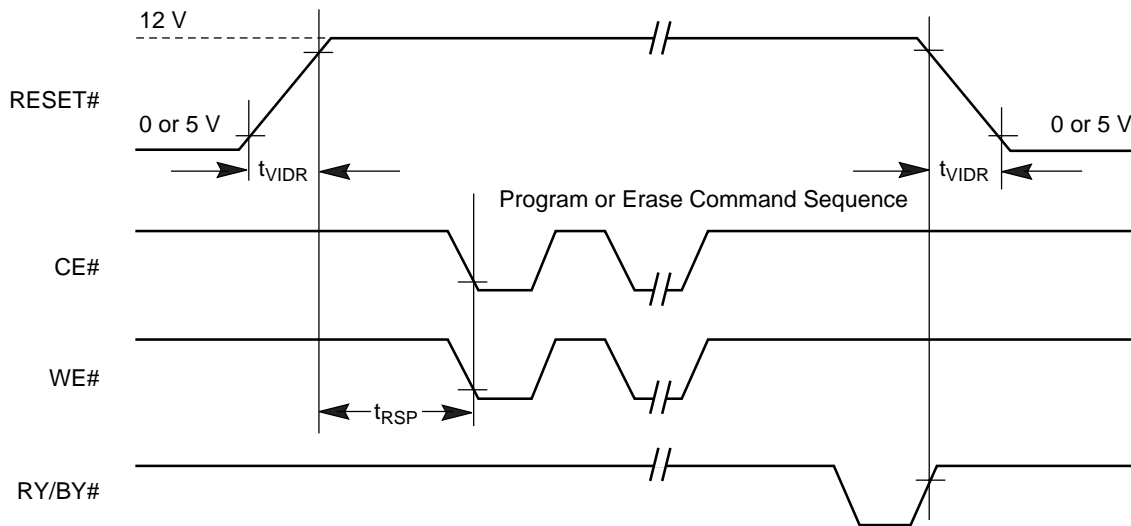 12 V
RESET#
0 or 5 V
0 or 5 V
tVIDR
tVIDR
Program or Erase Command Sequence
CE#
WE#
tRSP
RY/BY#